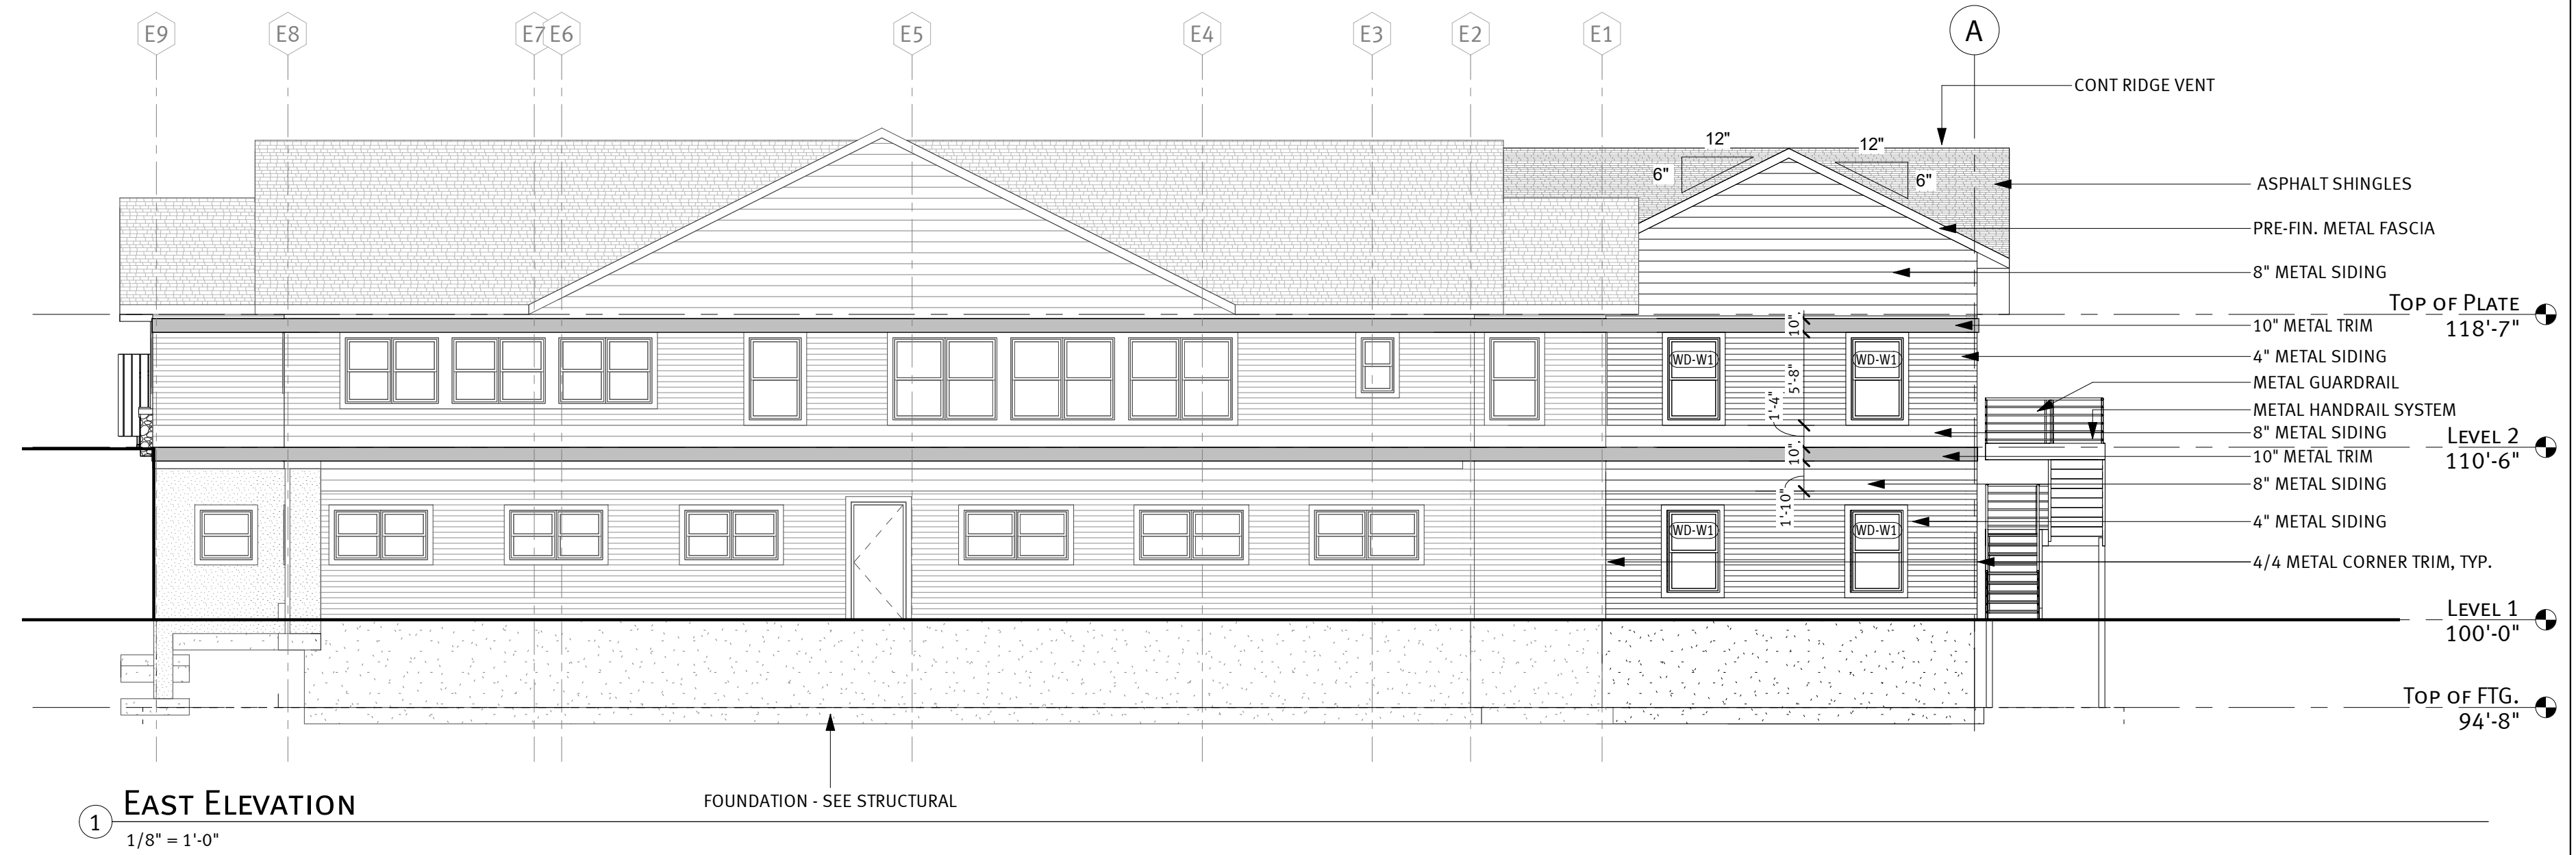 E9
E8
E7
E6
E5
E4
E3
E2
E1
A
CONT RIDGE VENT
12"
12"
6"
6"
ASPHALT SHINGLES
PRE-FIN. METAL FASCIA
8" METAL SIDING
TOP OF PLATE
118'-7"
10" METAL TRIM
10"
4" METAL SIDING
WD-W1
WD-W1
5'-8"
METAL GUARDRAIL
1'-4"
METAL HANDRAIL SYSTEM
8" METAL SIDING
LEVEL 2
110'-6"
10"
10" METAL TRIM
8" METAL SIDING
1'-10"
4" METAL SIDING
WD-W1
WD-W1
4/4 METAL CORNER TRIM, TYP.
LEVEL 1
100'-0"
TOP OF FTG.
94'-8"
FOUNDATION - SEE STRUCTURAL
1
EAST ELEVATION
1/8" = 1'-0"